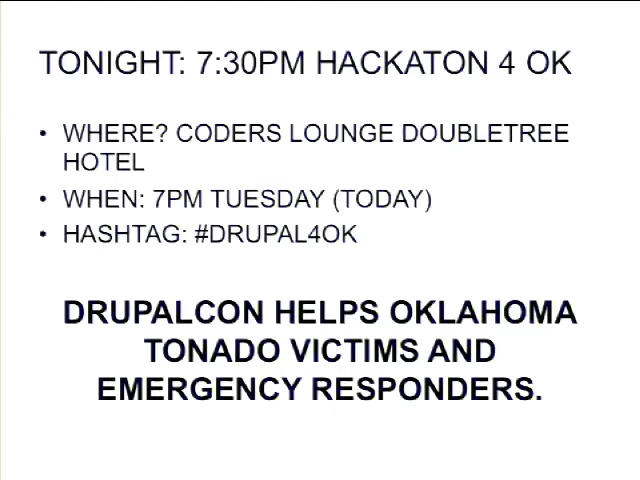 TONIGHT: 7:30PM HACKATON 4 OK
• WHERE? CODERS LOUNGE DOUBLETREE
HOTEL
• WHEN: 7PM TUESDAY (TODAY)
• HASHTAG: #DRUPAL4OK
DRUPALCON HELPS OKLAHOMA
TONADO VICTIMS AND
EMERGENCY RESPONDERS.